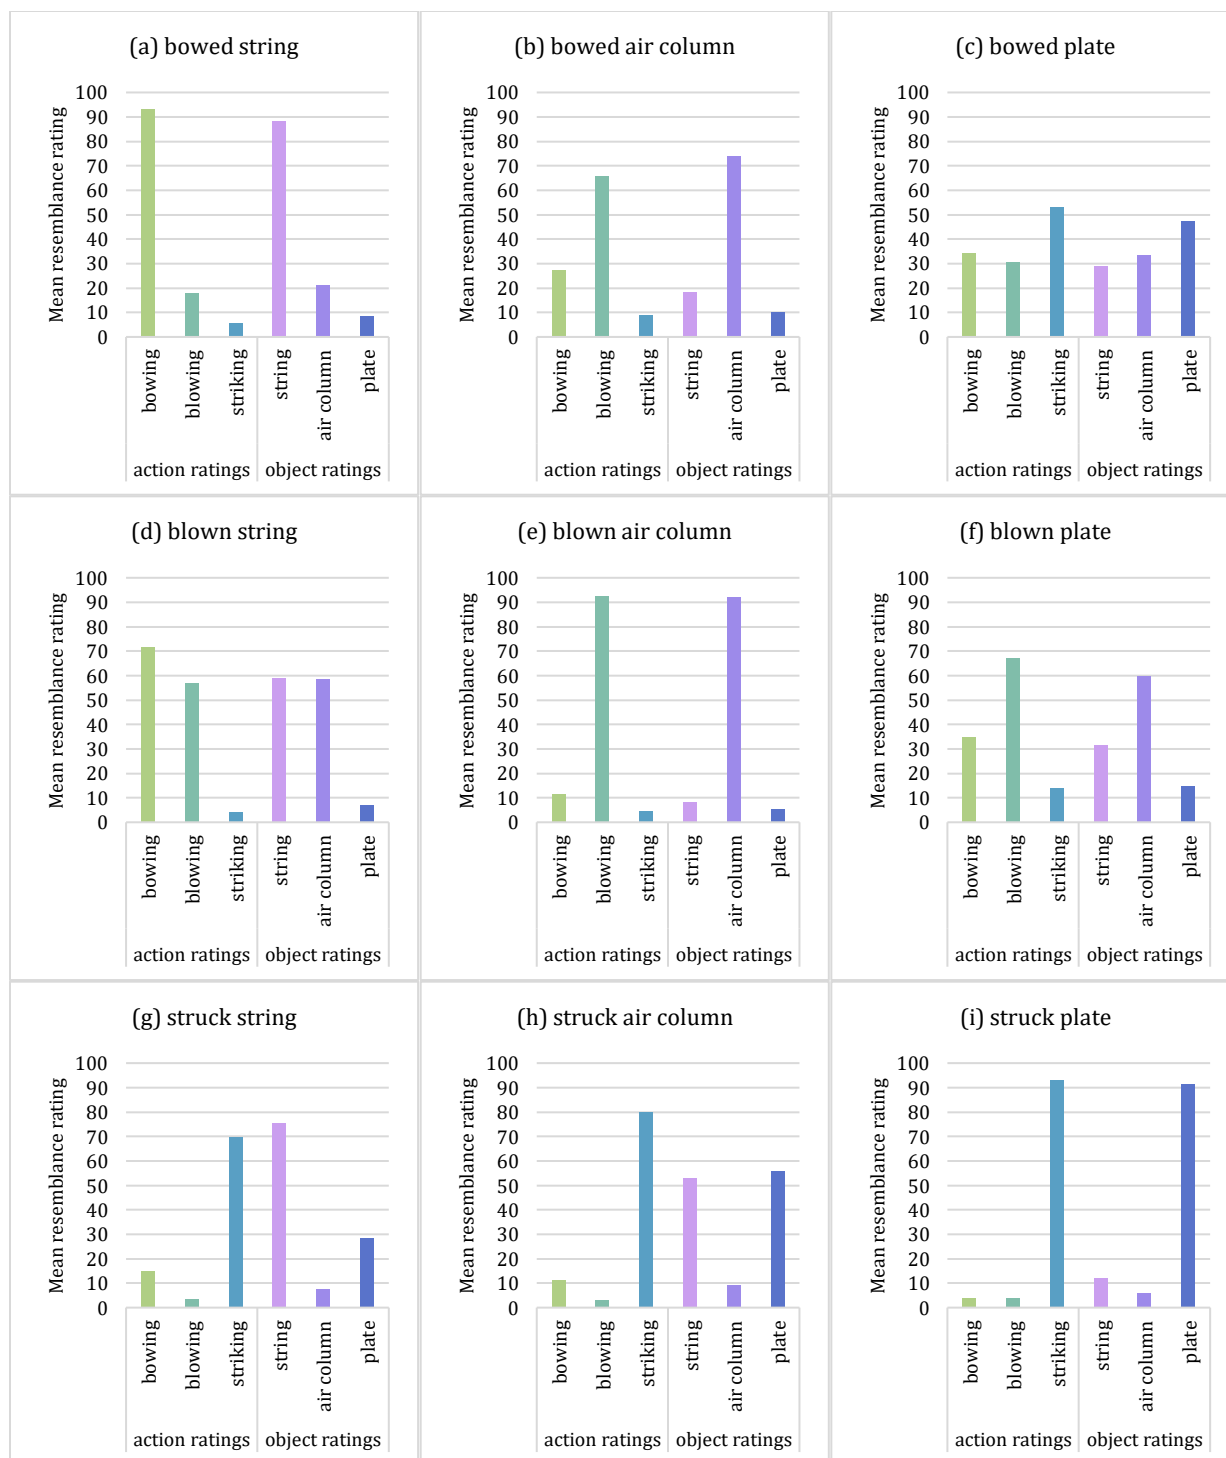 (a) bowed string
Mean resemblance rating
100
90
80
70
60
50
40
30
20
10
0
bowing
blowing
striking
string
air column
plate
action ratings
object ratings
(b) bowed air column
Mean resemblance rating
100
90
80
70
60
50
40
30
20
10
0
bowing
blowing
striking
string
air column
plate
action ratings
object ratings
(c) bowed plate
Mean resemblance rating
100
90
80
70
60
50
40
30
20
10
0
bowing
blowing
striking
string
air column
plate
action ratings
object ratings
(d) blown string
Mean resemblance rating
100
90
80
70
60
50
40
30
20
10
0
bowing
blowing
striking
string
air column
plate
action ratings
object ratings
(e) blown air column
Mean resemblance rating
100
90
80
70
60
50
40
30
20
10
0
bowing
blowing
striking
string
air column
plate
action ratings
object ratings
(f) blown plate
Mean resemblance rating
100
90
80
70
60
50
40
30
20
10
0
bowing
blowing
striking
string
air column
plate
action ratings
object ratings
(g) struck string
Mean resemblance rating
100
90
80
70
60
50
40
30
20
10
0
bowing
blowing
striking
string
air column
plate
action ratings
object ratings
(h) struck air column
Mean resemblance rating
100
90
80
70
60
50
40
30
20
10
0
bowing
blowing
striking
string
air column
plate
action ratings
object ratings
(i) struck plate
Mean resemblance rating
100
90
80
70
60
50
40
30
20
10
0
bowing
blowing
striking
string
air column
plate
action ratings
object ratings